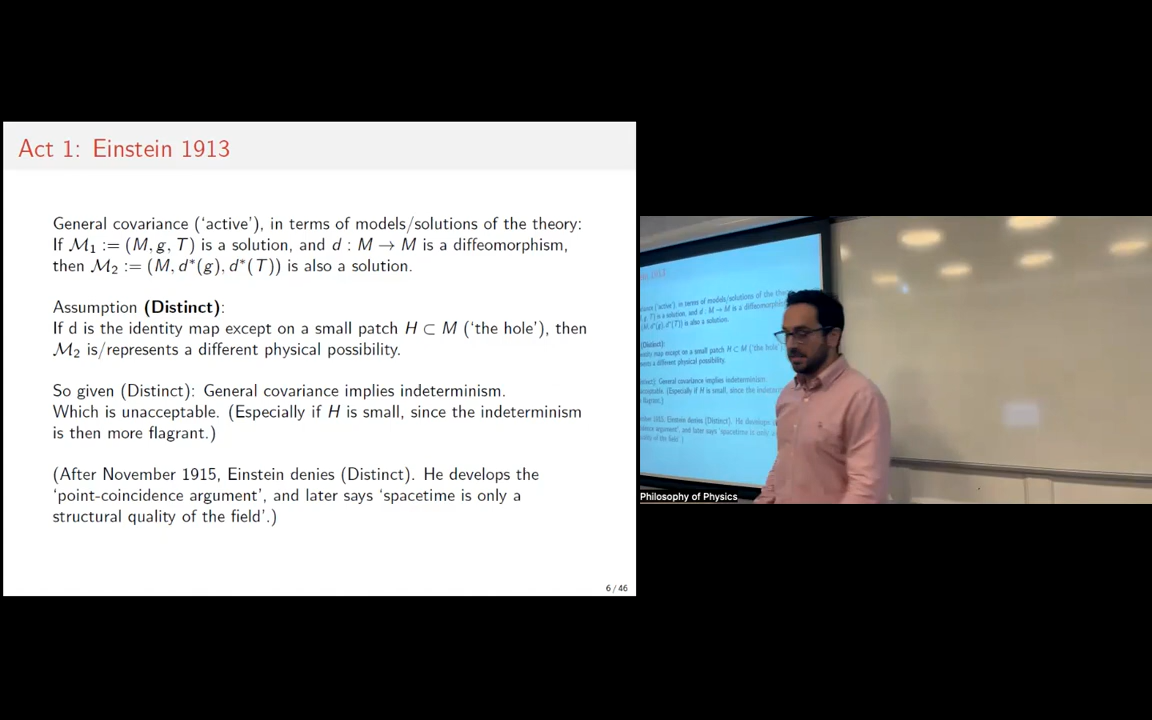 Act 1: Einstein 1913
General covariance (‘active’), in terms of models/solutions of the theory:
If ℳ₁ := (M, g, T) is a solution, and d : M → M is a diffeomorphism,
then ℳ₂ := (M, d*(g), d*(T)) is also a solution.
Assumption (Distinct):
If d is the identity map except on a small patch H ⊂ M (‘the hole’), then
ℳ₂ is/represents a different physical possibility.
So given (Distinct): General covariance implies indeterminism.
Which is unacceptable. (Especially if H is small, since the indeterminism
is then more flagrant.)
(After November 1915, Einstein denies (Distinct). He develops the
‘point-coincidence argument’, and later says ‘spacetime is only a
structural quality of the field’.)
6 / 46
Philosophy of Physics